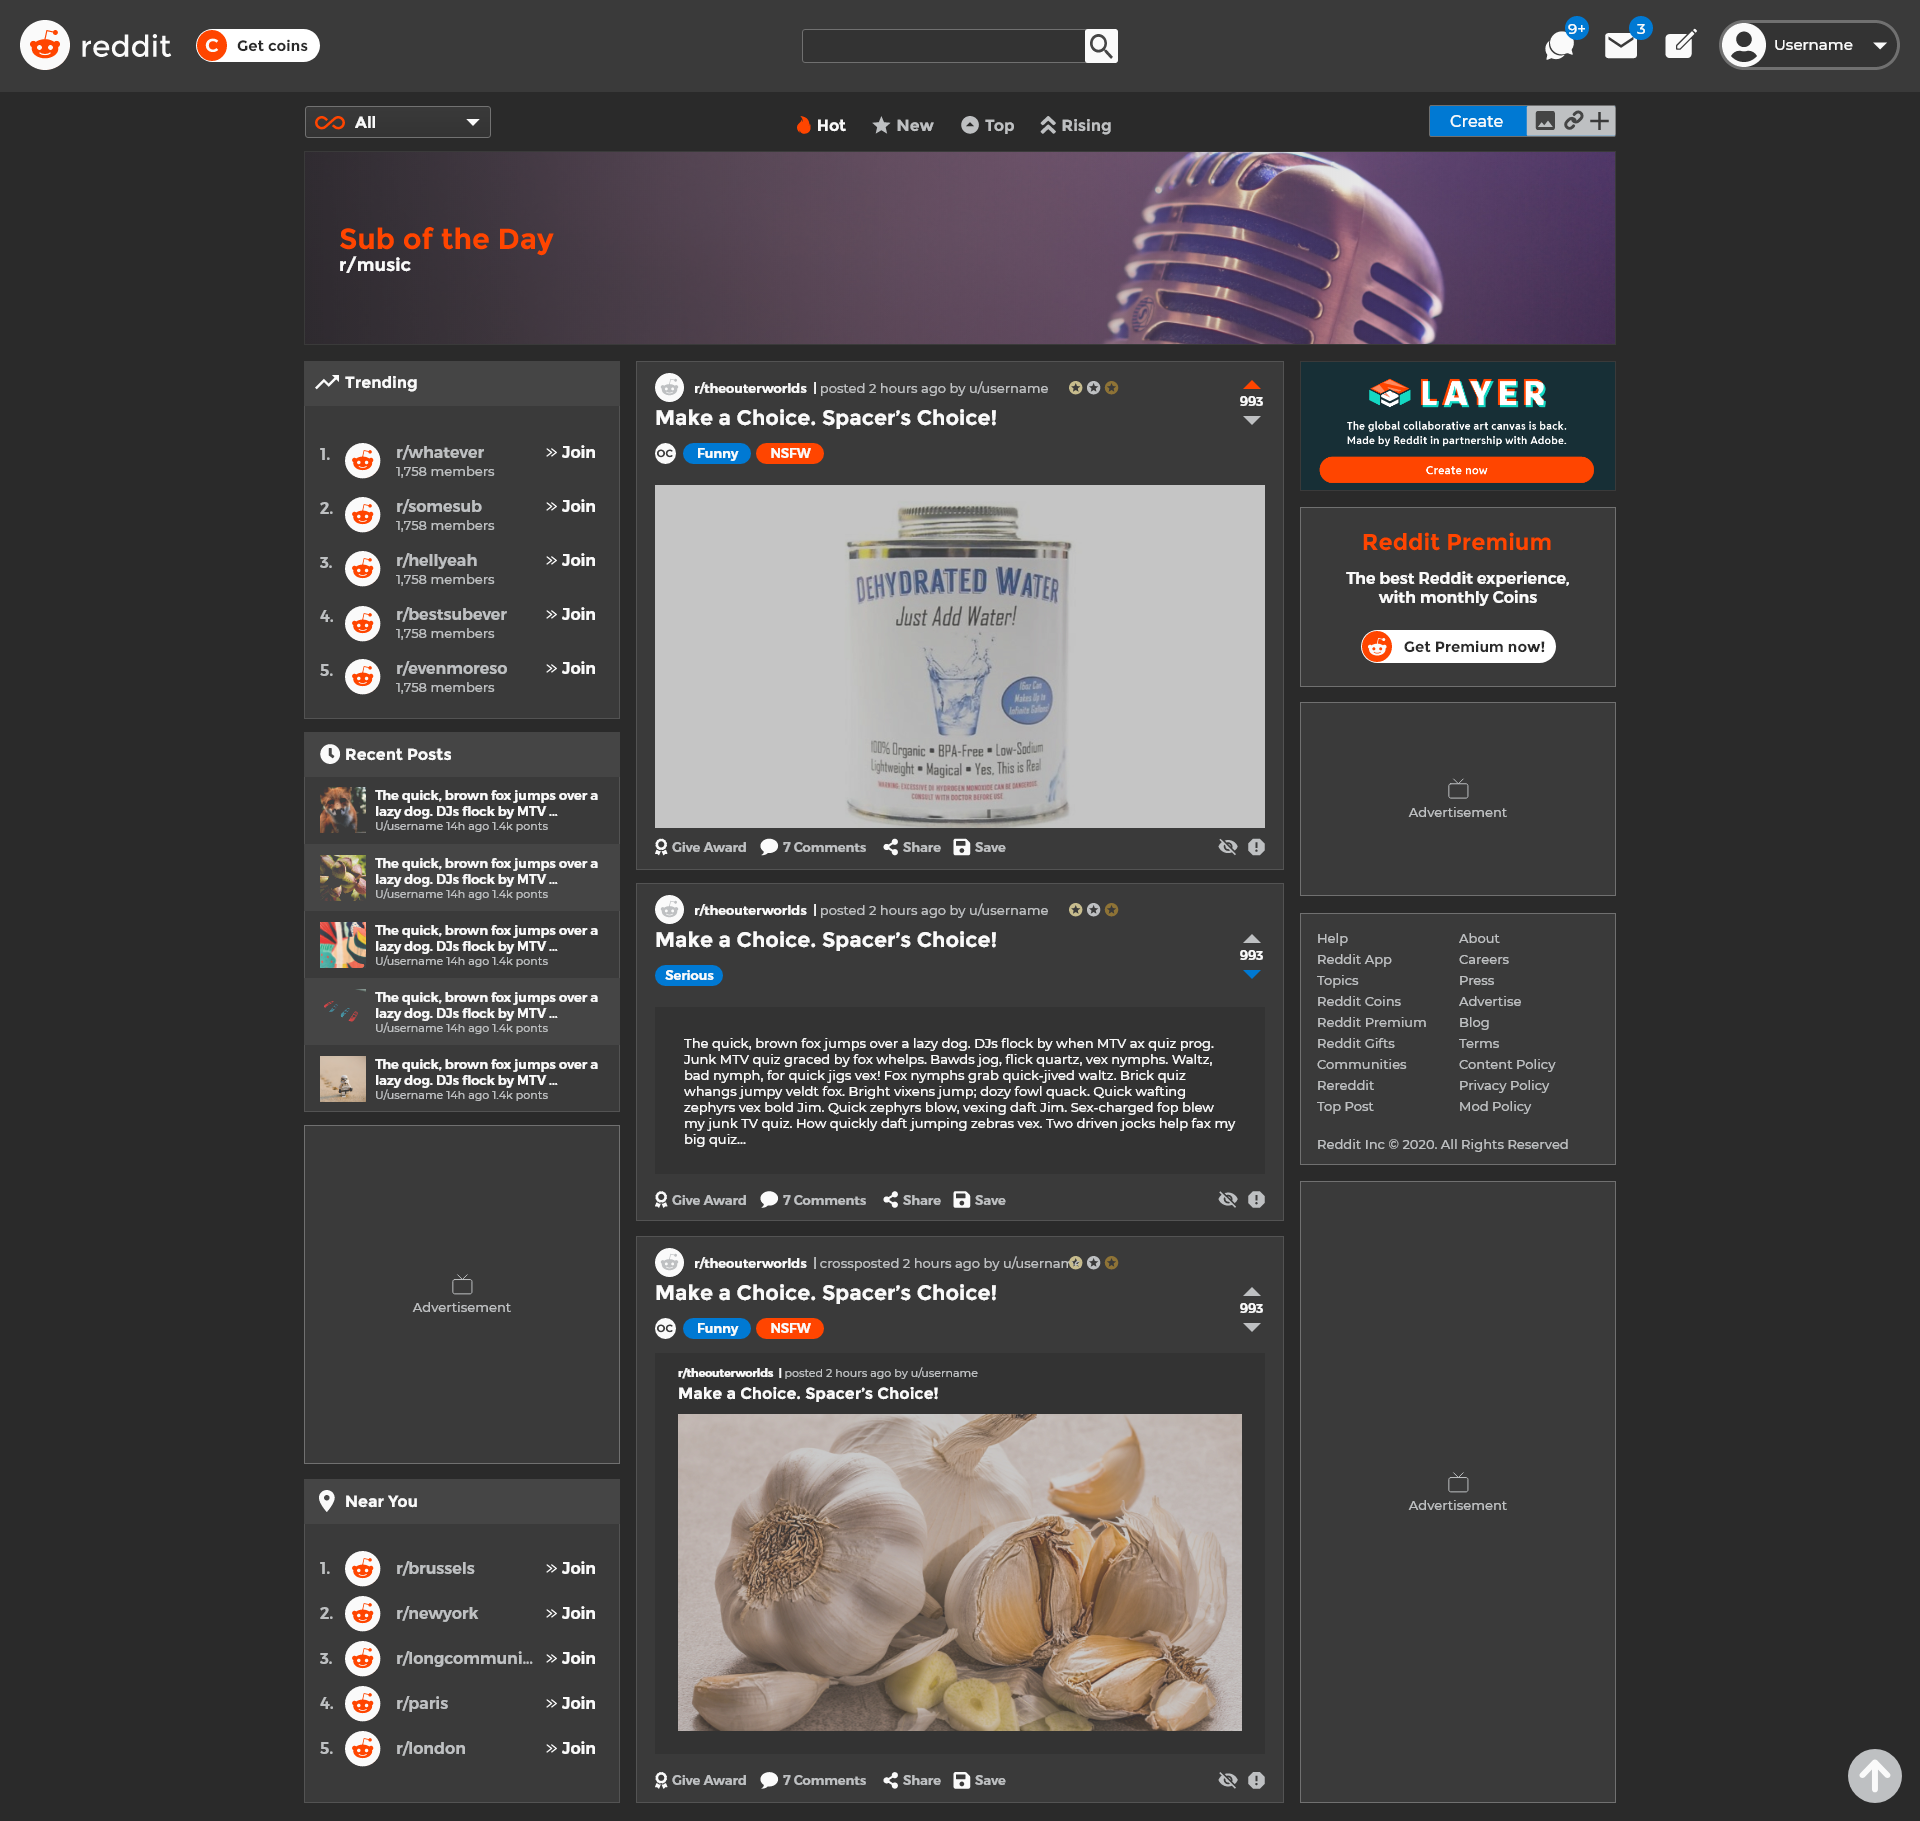 reddit
C Get coins
9+
3
Username
All
Hot
New
Top
Rising
Create
Sub of the Day
r/music
Trending
1. r/whatever
1,758 members
» Join
2. r/somesub
1,758 members
» Join
3. r/hellyeah
1,758 members
» Join
4. r/bestsubever
1,758 members
» Join
5. r/evenmoreso
1,758 members
» Join
Recent Posts
The quick, brown fox jumps over a
lazy dog. DJs flock by MTV ...
U/username 14h ago 1.4k ponts
The quick, brown fox jumps over a
lazy dog. DJs flock by MTV ...
U/username 14h ago 1.4k ponts
The quick, brown fox jumps over a
lazy dog. DJs flock by MTV ...
U/username 14h ago 1.4k ponts
The quick, brown fox jumps over a
lazy dog. DJs flock by MTV ...
U/username 14h ago 1.4k ponts
The quick, brown fox jumps over a
lazy dog. DJs flock by MTV ...
U/username 14h ago 1.4k ponts
Advertisement
Near You
1. r/brussels » Join
2. r/newyork » Join
3. r/longcommuni... » Join
4. r/paris » Join
5. r/london » Join
r/theouterworlds | posted 2 hours ago by u/username
993
Make a Choice. Spacer's Choice!
OC Funny NSFW
DEHYDRATED WATER
Just Add Water!
16oz Can
Makes Up to
Infinite Gallons!
100% Organic • BPA-Free • Low-Sodium
Lightweight • Magical • Yes, This is Real
WARNING: EXCESSIVE DI-HYDROGEN MONOXIDE CAN BE DANGEROUS
CONSULT WITH DOCTOR BEFORE USE
Give Award 7 Comments Share Save
r/theouterworlds | posted 2 hours ago by u/username
Make a Choice. Spacer's Choice!
993
Serious
The quick, brown fox jumps over a lazy dog. DJs flock by when MTV ax quiz prog.
Junk MTV quiz graced by fox whelps. Bawds jog, flick quartz, vex nymphs. Waltz,
bad nymph, for quick jigs vex! Fox nymphs grab quick-jived waltz. Brick quiz
whangs jumpy veldt fox. Bright vixens jump; dozy fowl quack. Quick wafting
zephyrs vex bold Jim. Quick zephyrs blow, vexing daft Jim. Sex-charged fop blew
my junk TV quiz. How quickly daft jumping zebras vex. Two driven jocks help fax my
big quiz...
Give Award 7 Comments Share Save
r/theouterworlds | crossposted 2 hours ago by u/usernam
Make a Choice. Spacer's Choice!
993
OC Funny NSFW
r/theouterworlds | posted 2 hours ago by u/username
Make a Choice. Spacer's Choice!
Give Award 7 Comments Share Save
LAYER
The global collaborative art canvas is back.
Made by Reddit in partnership with Adobe.
Create now
Reddit Premium
The best Reddit experience,
with monthly Coins
Get Premium now!
Advertisement
Help About
Reddit App Careers
Topics Press
Reddit Coins Advertise
Reddit Premium Blog
Reddit Gifts Terms
Communities Content Policy
Rereddit Privacy Policy
Top Post Mod Policy
Reddit Inc © 2020. All Rights Reserved
Advertisement